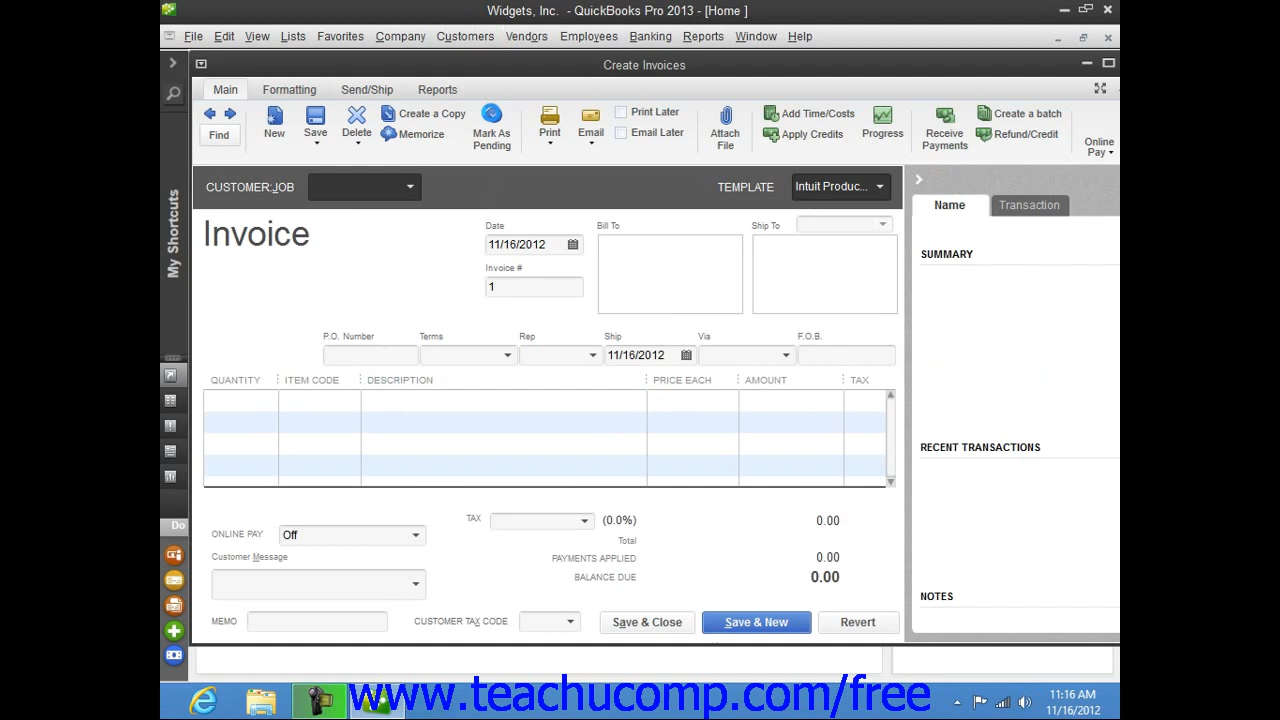 Widgets, Inc. - QuickBooks Pro 2013 - [Home ]
File Edit View Lists Favorites Company Customers Vendors Employees Banking Reports Window Help
Create Invoices
Main Formatting Send/Ship Reports
Find
New
Save
Delete
Create a Copy
Memorize
Mark As
Pending
Print
Email
Print Later
Email Later
Attach
File
Add Time/Costs
Apply Credits
Progress
Receive
Payments
Create a batch
Refund/Credit
Online
Pay
My Shortcuts
Do
CUSTOMER:JOB
TEMPLATE Intuit Produc...
Name Transaction
Invoice
Date
11/16/2012
Invoice #
1
Bill To
Ship To
SUMMARY
P.O. Number Terms Rep Ship Via F.O.B.
11/16/2012
QUANTITY ITEM CODE DESCRIPTION PRICE EACH AMOUNT TAX
RECENT TRANSACTIONS
ONLINE PAY Off
Customer Message
TAX (0.0%) 0.00
Total
PAYMENTS APPLIED 0.00
BALANCE DUE 0.00
NOTES
MEMO
CUSTOMER TAX CODE
Save & Close Save & New Revert
www.teachucomp.com/free
11:16 AM
11/16/2012